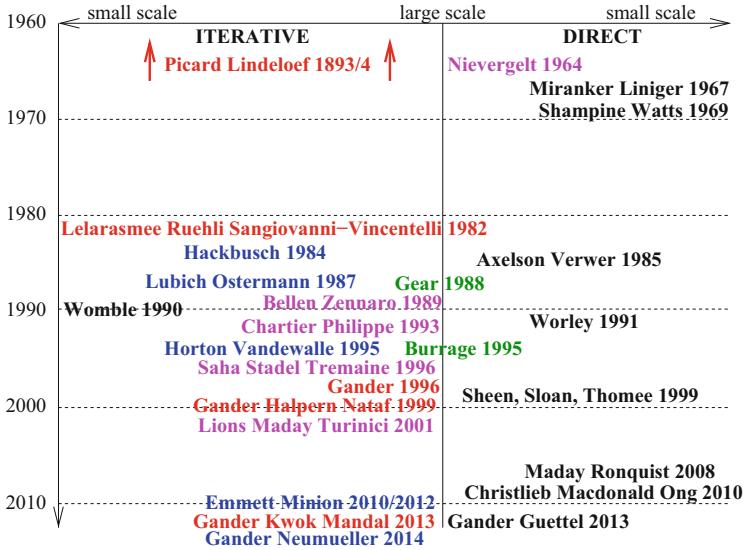 small scale large scale small scale
1960
ITERATIVE DIRECT
Picard Lindeloef 1893/4 Nievergelt 1964
Miranker Liniger 1967
Shampine Watts 1969
1970
1980
Lelarasmee Ruehli Sangiovanni−Vincentelli 1982
Hackbusch 1984
Axelson Verwer 1985
Lubich Ostermann 1987 Gear 1988
Bellen Zennaro 1989
1990 Womble 1990
Chartier Philippe 1993 Worley 1991
Horton Vandewalle 1995 Burrage 1995
Saha Stadel Tremaine 1996
Gander 1996
Sheen, Sloan, Thomee 1999
2000 Gander Halpern Nataf 1999
Lions Maday Turinici 2001
Maday Ronquist 2008
Christlieb Macdonald Ong 2010
2010 Emmett Minion 2010/2012
Gander Kwok Mandal 2013 Gander Guettel 2013
Gander Neumueller 2014